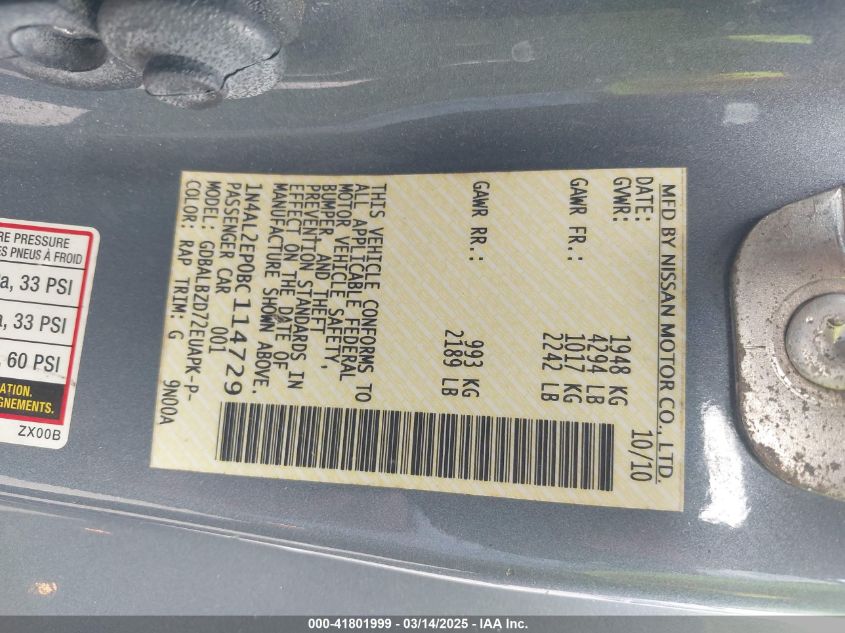 MFD BY NISSAN MOTOR CO., LTD.
DATE: 10/10
GVWR: 1948 KG
4294 LB
GAWR FR.: 1017 KG
2242 LB
GAWR RR.: 993 KG
2189 LB
THIS VEHICLE CONFORMS TO
ALL APPLICABLE FEDERAL
MOTOR VEHICLE SAFETY,
BUMPER AND THEFT
PREVENTION STANDARDS IN
EFFECT ON THE DATE OF
MANUFACTURE SHOWN ABOVE.
1N4AL2EP0BC114729
PASSENGER CAR 001
MODEL: GDBALBZD72EUAPK-P-
COLOR: RAP TRIM: G 9N00A
RE PRESSURE
ES PNEUS À FROID
a, 33 PSI
a, 33 PSI
, 60 PSI
ATION.
GNEMENTS.
ZX00B
000-41801999 | 03/14/2025 - IAA, Inc.